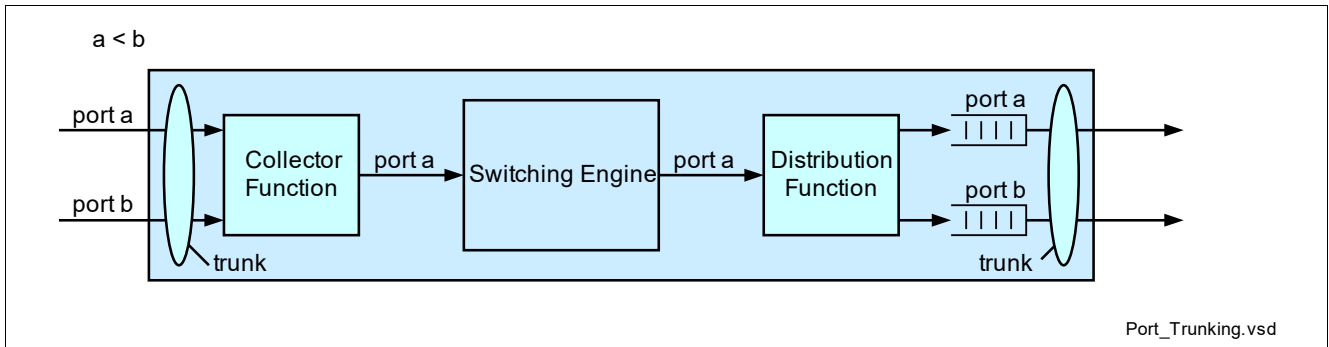 a < b
port a
port b
trunk
Collector
Function
port a
Switching Engine
port a
Distribution
Function
port a
port b
trunk
Port_Trunking.vsd